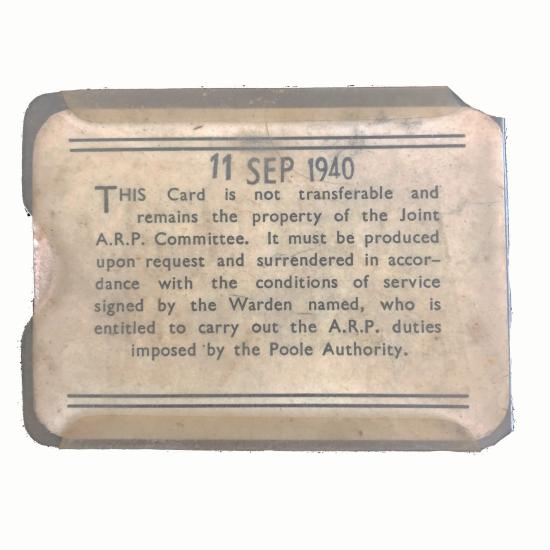 11 SEP 1940
THIS Card is not transferable and
remains the property of the Joint
A.R.P. Committee. It must be produced
upon request and surrendered in accor-
dance with the conditions of service
signed by the Warden named, who is
entitled to carry out the A.R.P. duties
imposed by the Poole Authority.